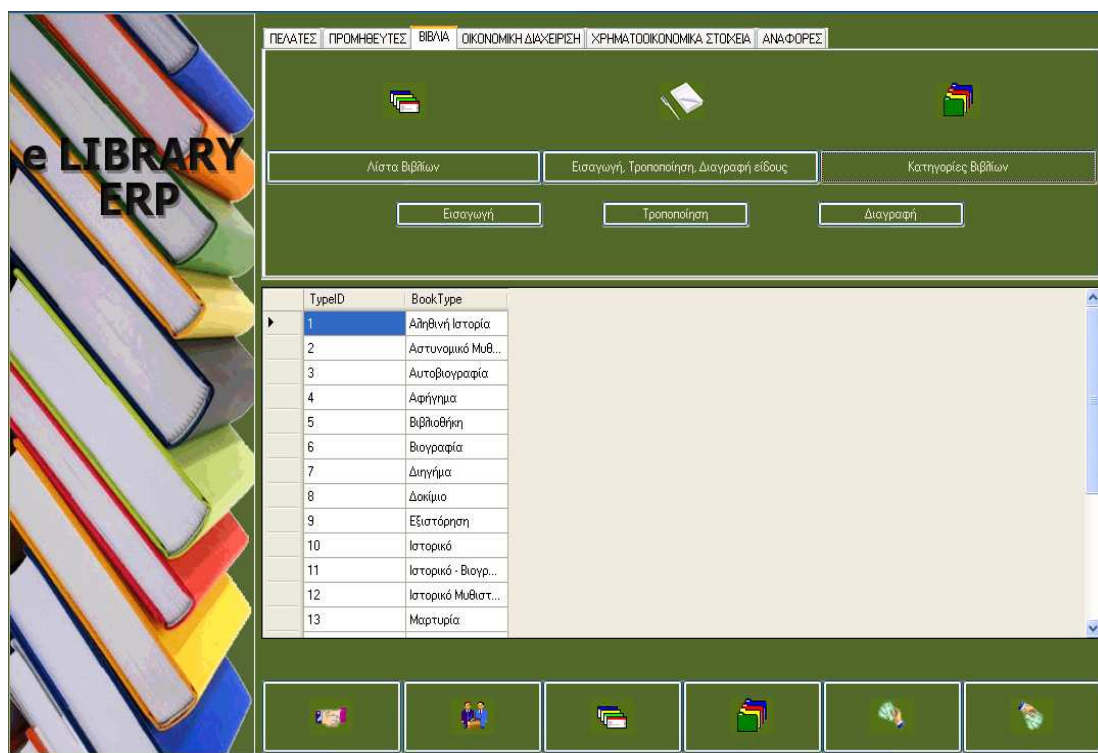 e LIBRARY
ERP
ΠΕΛΑΤΕΣ ΠΡΟΜΗΘΕΥΤΕΣ ΒΙΒΛΙΑ ΟΙΚΟΝΟΜΙΚΗ ΔΙΑΧΕΙΡΙΣΗ ΧΡΗΜΑΤΟΟΙΚΟΝΟΜΙΚΑ ΣΤΟΙΧΕΙΑ ΑΝΑΦΟΡΕΣ
Λίστα Βιβλίων Εισαγωγή, Τροποποίηση, Διαγραφή είδους Κατηγορίες Βιβλίων
Εισαγωγή Τροποποίηση Διαγραφή
TypeID BookType
1 Αληθινή Ιστορία
2 Αστυνομικό Μυθ...
3 Αυτοβιογραφία
4 Αφήγημα
5 Βιβλιοθήκη
6 Βιογραφία
7 Διηγήμα
8 Δοκίμιο
9 Εξιστόρηση
10 Ιστορικό
11 Ιστορικό - Βιογρ...
12 Ιστορικό Μυθιστ...
13 Μαρτυρία